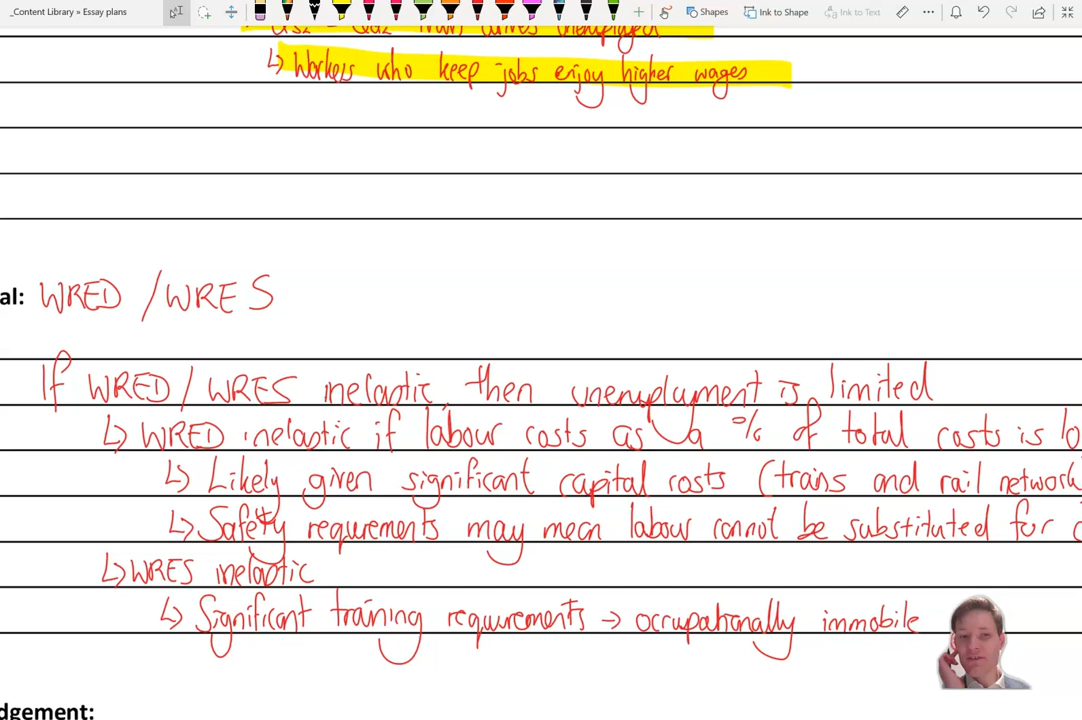 _Content Library » Essay plans
Shapes
Ink to Shape
Ink to Text
Workers who keep jobs enjoy higher wages
al: WRED / WRES
If WRED / WRES inelastic, then unemployment is limited
↳ WRED inelastic if labour costs as a % of total costs is lo
↳ Likely given significant capital costs (trains and rail network
↳ Safety requirements may mean labour cannot be substituted for c
↳ WRES inelastic
↳ Significant training requirements → occupationally immobile
dgement: